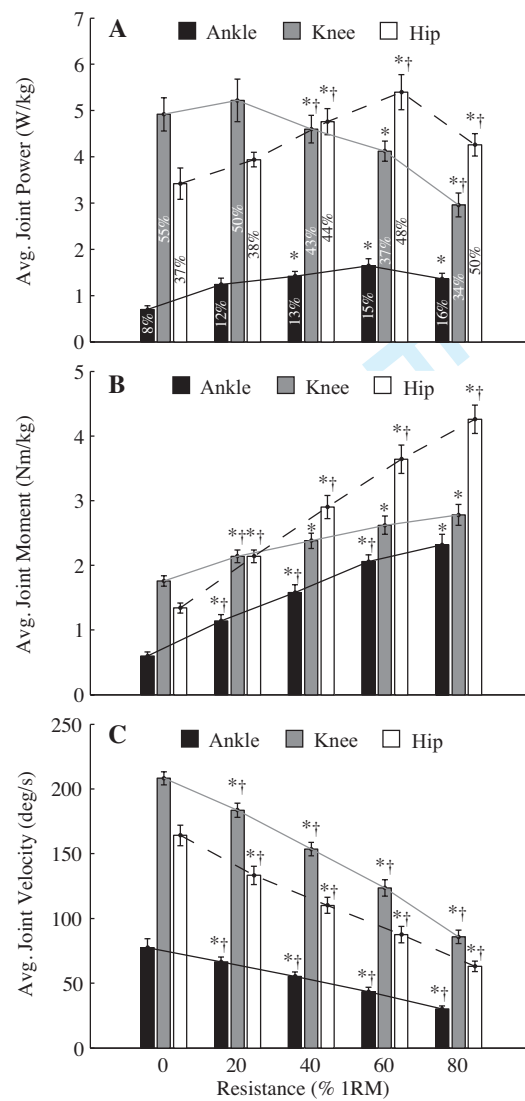 A
Ankle Knee Hip
Avg. Joint Power (W/kg)
7
6
5
4
3
2
1
0
*† *† *† *† * *† *†
* * * *
55% 50% 43% 37% 34%
37% 38% 44% 48% 50%
8% 12% 13% 15% 16%
B
Ankle Knee Hip
Avg. Joint Moment (Nm/kg)
5
4
3
2
1
0
*† *† *† *†
*† * * *
*† *† *† *
C
Ankle Knee Hip
Avg. Joint Velocity (deg/s)
250
200
150
100
50
0
*† *† *† *†
*† *† *† *†
*† *† *† *†
0 20 40 60 80
Resistance (% 1RM)